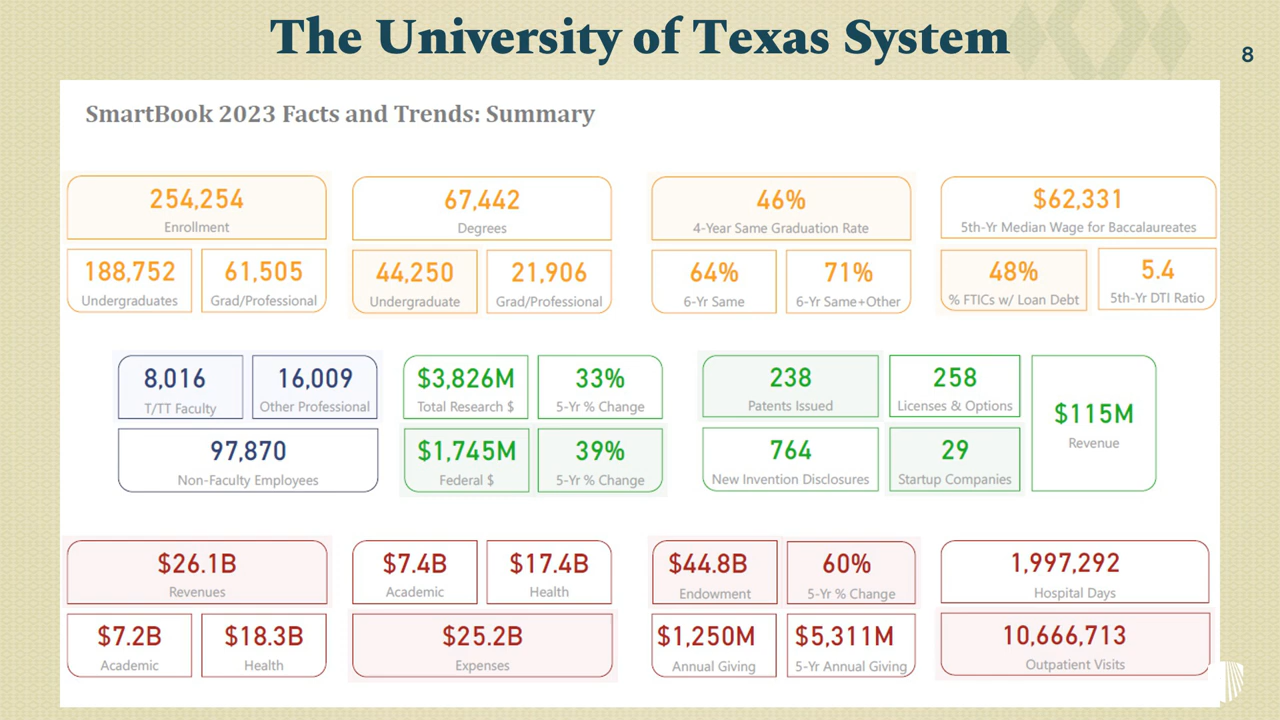 The University of Texas System
8
SmartBook 2023 Facts and Trends: Summary
254,254
Enrollment
188,752
Undergraduates
61,505
Grad/Professional
67,442
Degrees
44,250
Undergraduate
21,906
Grad/Professional
46%
4-Year Same Graduation Rate
64%
6-Yr Same
71%
6-Yr Same+Other
$62,331
5th-Yr Median Wage for Baccalaureates
48%
% FTICs w/ Loan Debt
5.4
5th-Yr DTI Ratio
8,016
T/TT Faculty
16,009
Other Professional
97,870
Non-Faculty Employees
$3,826M
Total Research $
33%
5-Yr % Change
$1,745M
Federal $
39%
5-Yr % Change
238
Patents Issued
258
Licenses & Options
764
New Invention Disclosures
29
Startup Companies
$115M
Revenue
$26.1B
Revenues
$7.2B
Academic
$18.3B
Health
$7.4B
Academic
$17.4B
Health
$25.2B
Expenses
$44.8B
Endowment
60%
5-Yr % Change
$1,250M
Annual Giving
$5,311M
5-Yr Annual Giving
1,997,292
Hospital Days
10,666,713
Outpatient Visits